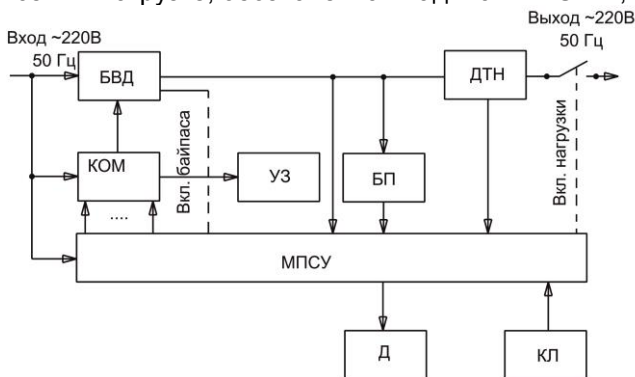 Вход ~220В
50 Гц
Выход ~220В
50 Гц
БВД
ДТН
КОМ
УЗ
БП
Вкл. байпаса
Вкл. нагрузки
....
МПСУ
Д
КЛ